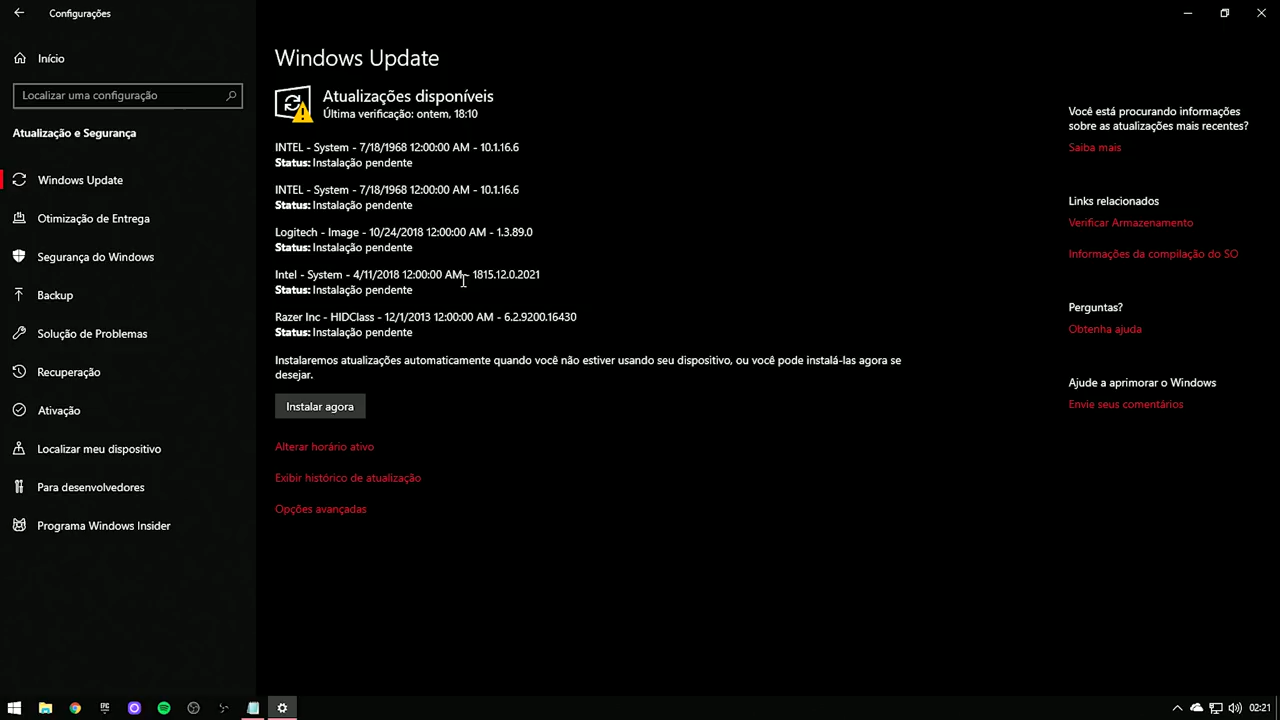 Configurações
Início
Localizar uma configuração
Atualização e Segurança
Windows Update
Otimização de Entrega
Segurança do Windows
Backup
Solução de Problemas
Recuperação
Ativação
Localizar meu dispositivo
Para desenvolvedores
Programa Windows Insider
Windows Update
Atualizações disponíveis
Última verificação: ontem, 18:10
INTEL - System - 7/18/1968 12:00:00 AM - 10.1.16.6
Status: Instalação pendente
INTEL - System - 7/18/1968 12:00:00 AM - 10.1.16.6
Status: Instalação pendente
Logitech - Image - 10/24/2018 12:00:00 AM - 1.3.89.0
Status: Instalação pendente
Intel - System - 4/11/2018 12:00:00 AM - 1815.12.0.2021
Status: Instalação pendente
Razer Inc - HIDClass - 12/1/2013 12:00:00 AM - 6.2.9200.16430
Status: Instalação pendente
Instalaremos atualizações automaticamente quando você não estiver usando seu dispositivo, ou você pode instalá-las agora se
desejar.
Instalar agora
Alterar horário ativo
Exibir histórico de atualização
Opções avançadas
Você está procurando informações
sobre as atualizações mais recentes?
Saiba mais
Links relacionados
Verificar Armazenamento
Informações da compilação do SO
Perguntas?
Obtenha ajuda
Ajude a aprimorar o Windows
Envie seus comentários
02:21